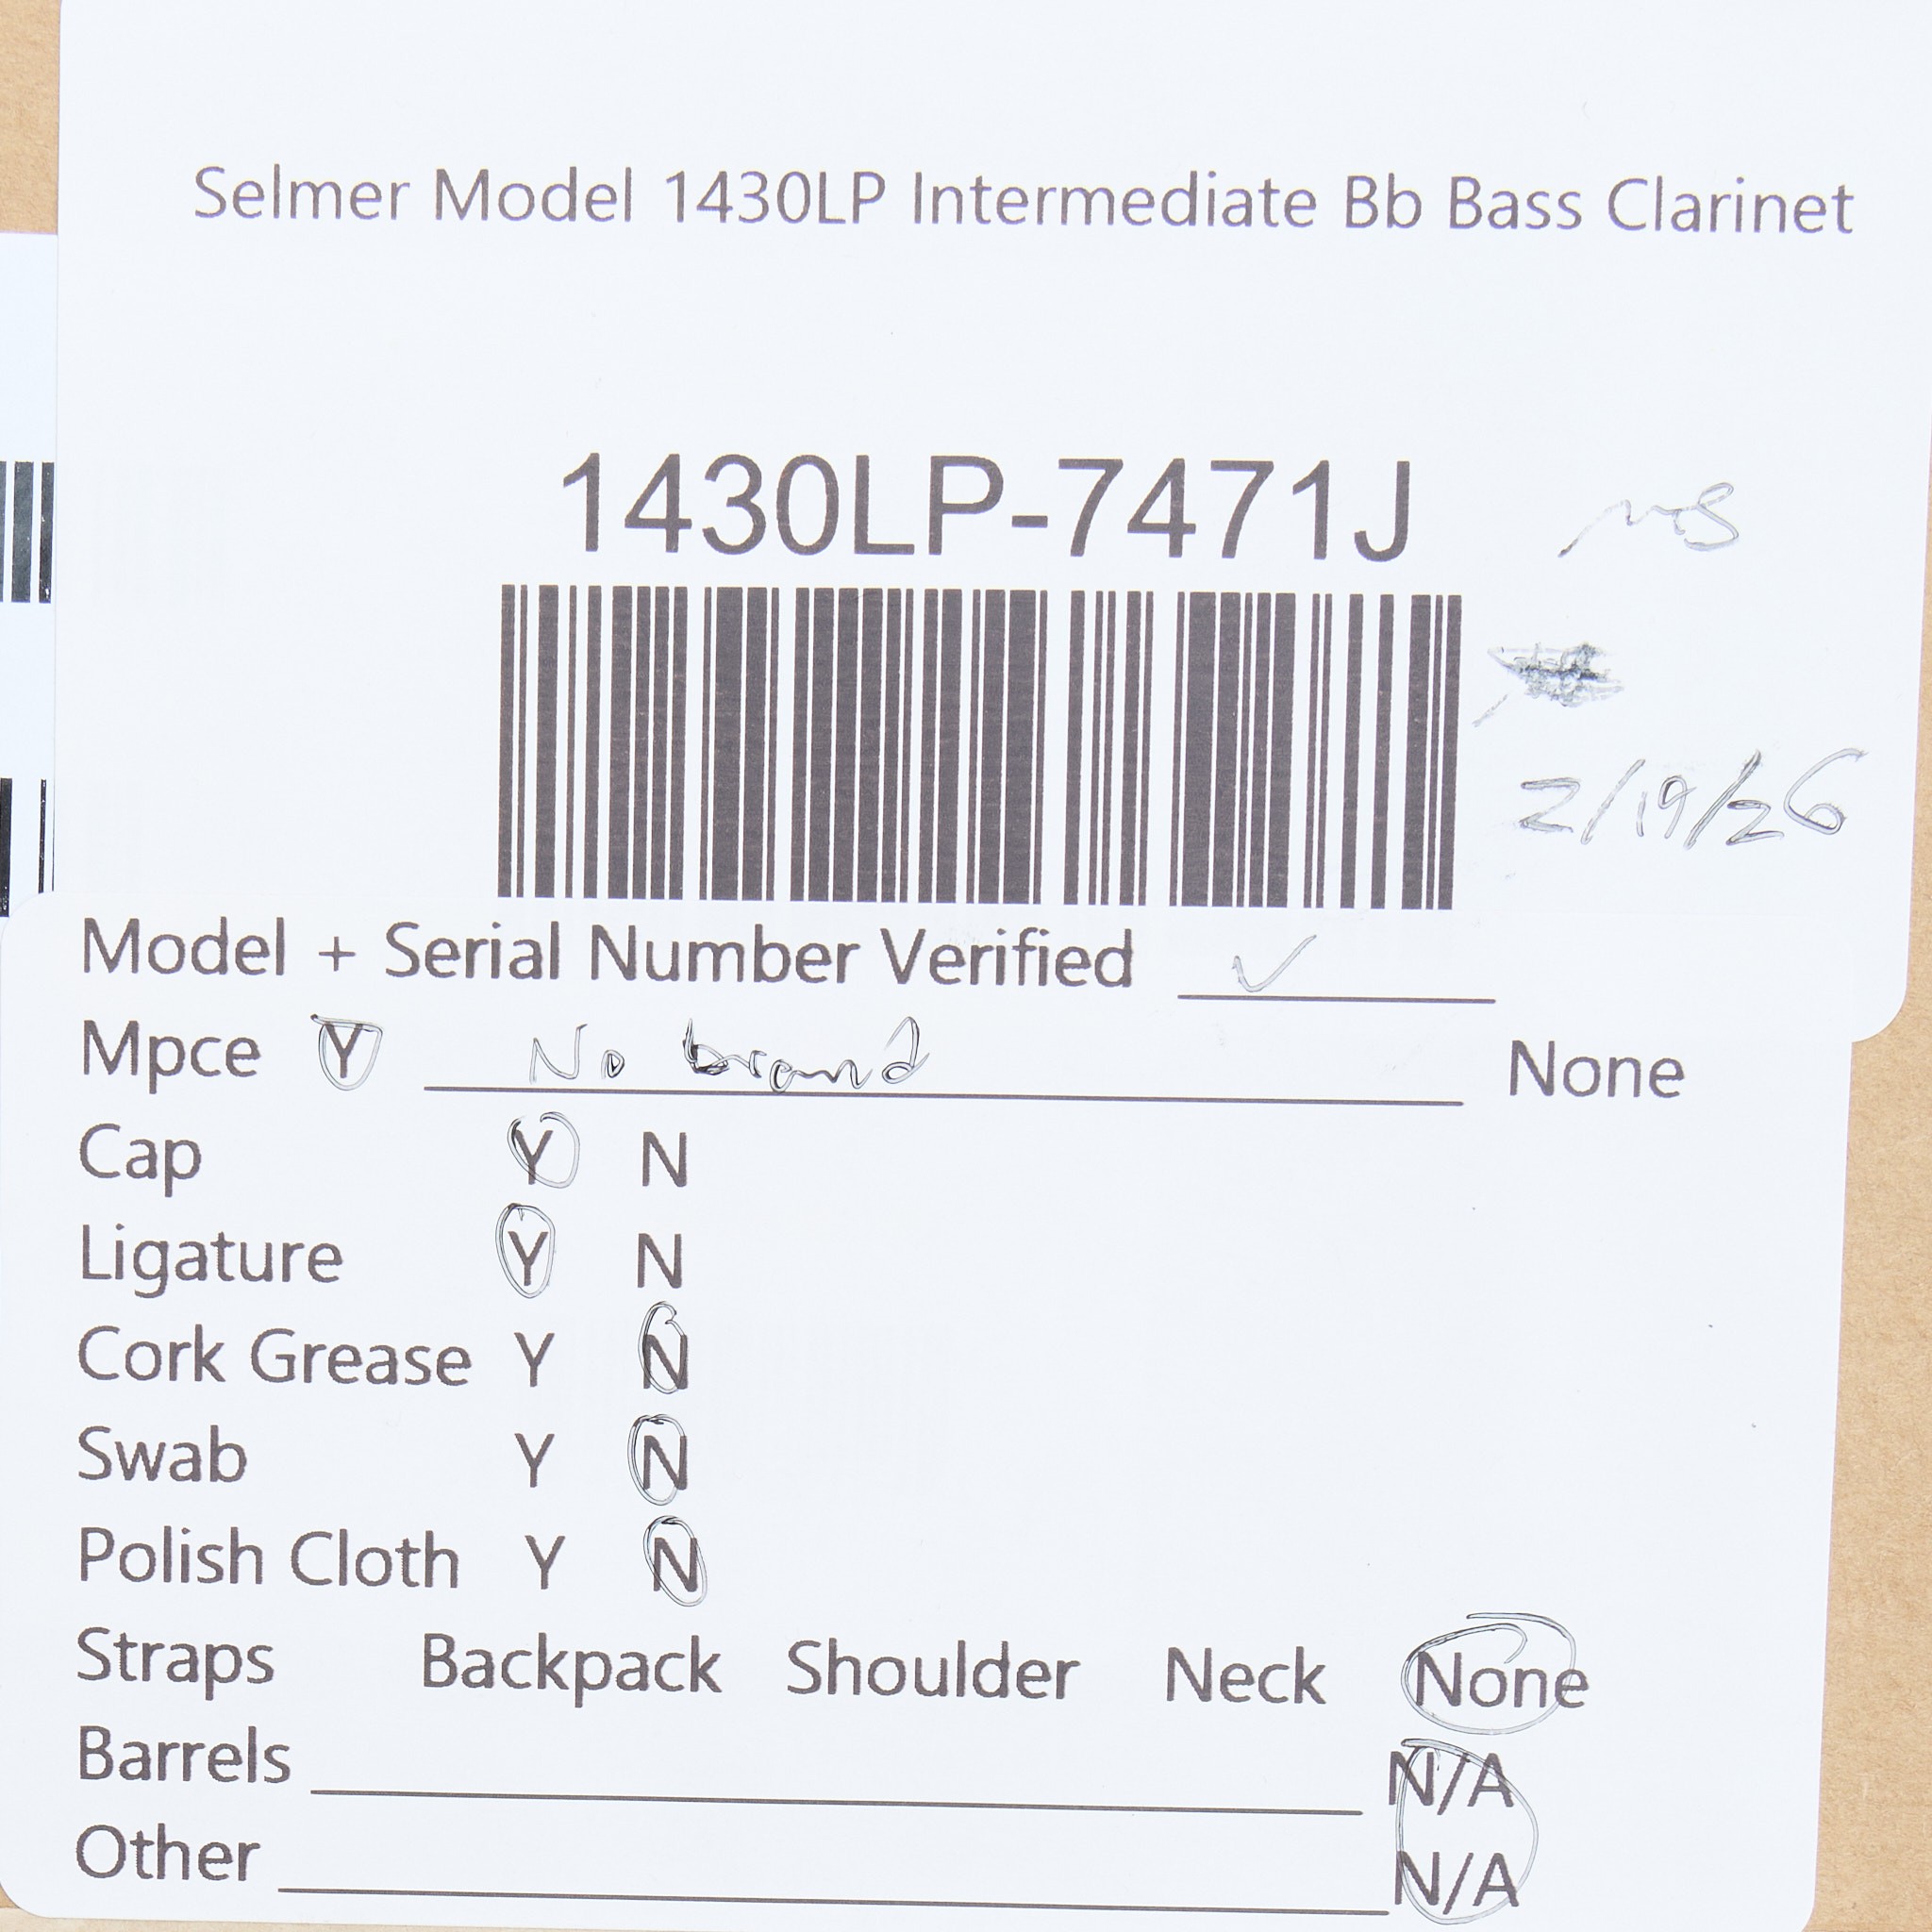 Selmer Model 1430LP Intermediate Bb Bass Clarinet
1430LP-7471J
2/19/26
Model + Serial Number Verified ✓
Mpce Y No brand None
Cap Y N
Ligature Y N
Cork Grease Y N
Swab Y N
Polish Cloth Y N
Straps Backpack Shoulder Neck None
Barrels N/A
Other N/A